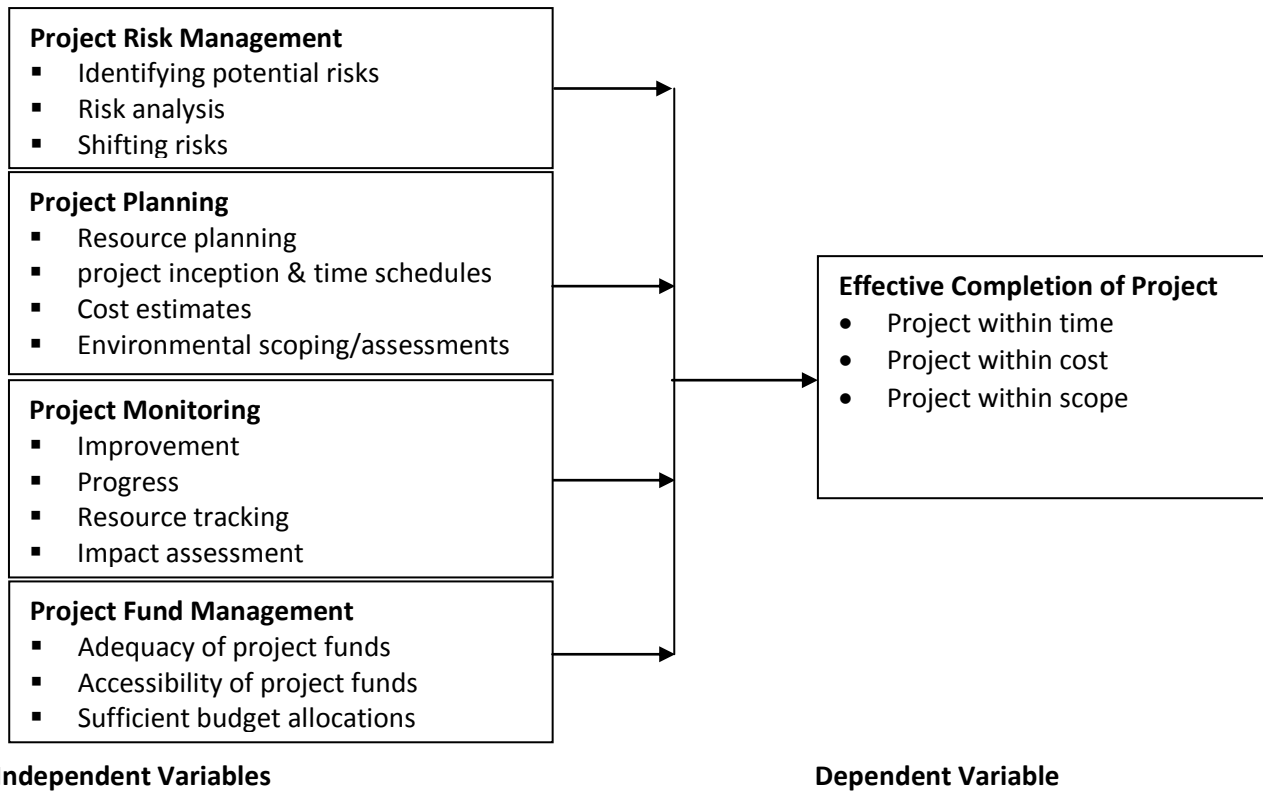 Project Risk Management
▪ Identifying potential risks
▪ Risk analysis
▪ Shifting risks
Project Planning
▪ Resource planning
▪ project inception & time schedules
▪ Cost estimates
▪ Environmental scoping/assessments
Project Monitoring
▪ Improvement
▪ Progress
▪ Resource tracking
▪ Impact assessment
Project Fund Management
▪ Adequacy of project funds
▪ Accessibility of project funds
▪ Sufficient budget allocations
Independent Variables
Effective Completion of Project
• Project within time
• Project within cost
• Project within scope
Dependent Variable